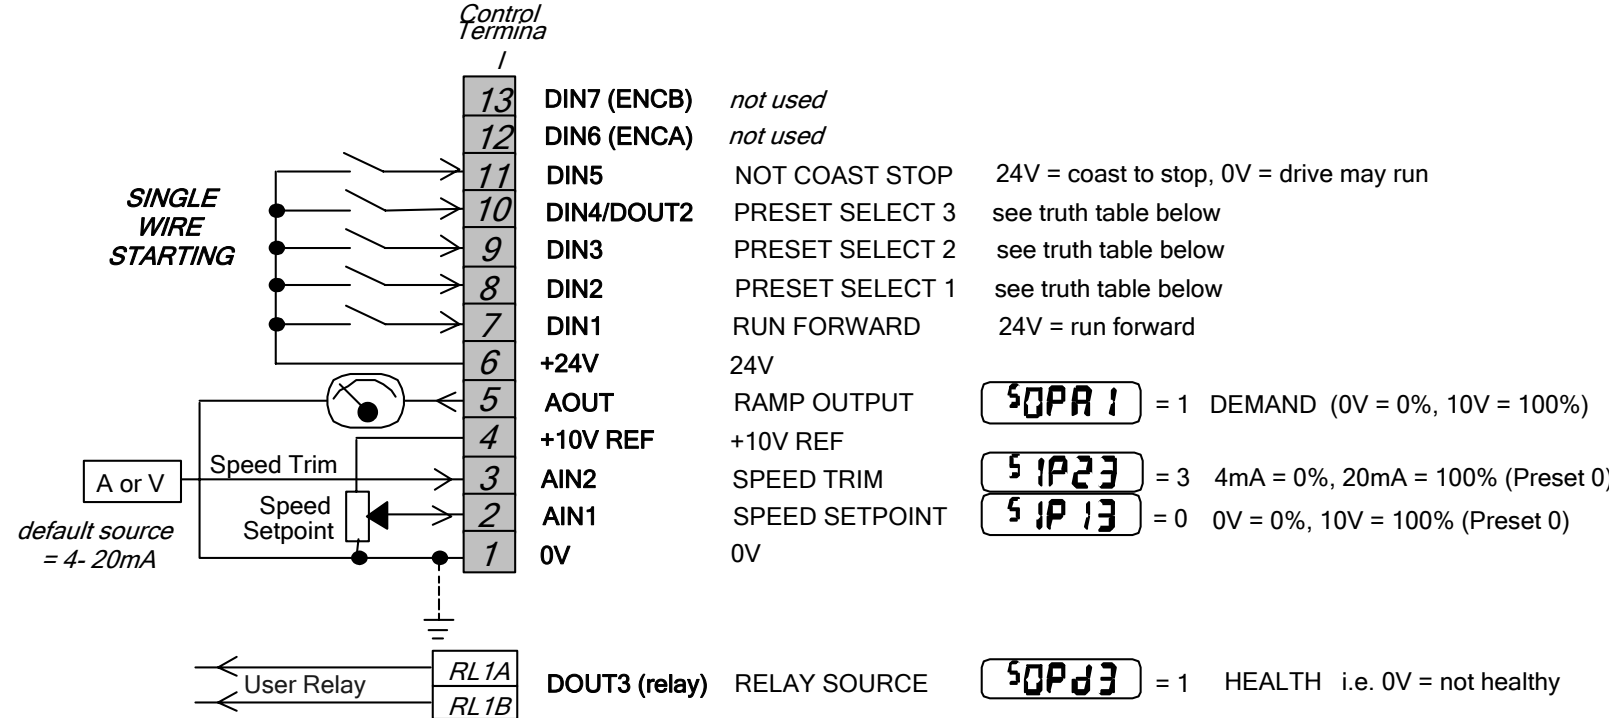 Control
Termina
l
13 DIN7 (ENCB) not used
12 DIN6 (ENCA) not used
11 DIN5 NOT COAST STOP 24V = coast to stop, 0V = drive may run
SINGLE
WIRE
STARTING
10 DIN4/DOUT2 PRESET SELECT 3 see truth table below
9 DIN3 PRESET SELECT 2 see truth table below
8 DIN2 PRESET SELECT 1 see truth table below
7 DIN1 RUN FORWARD 24V = run forward
6 +24V 24V
5 AOUT RAMP OUTPUT SOPA1 = 1 DEMAND (0V = 0%, 10V = 100%)
4 +10V REF +10V REF
A or V
Speed Trim
3 AIN2 SPEED TRIM SIP23 = 3 4mA = 0%, 20mA = 100% (Preset 0)
Speed
Setpoint
2 AIN1 SPEED SETPOINT SIP13 = 0 0V = 0%, 10V = 100% (Preset 0)
default source
= 4- 20mA
1 0V 0V
User Relay
RL1A
RL1B
DOUT3 (relay) RELAY SOURCE SOPd3 = 1 HEALTH i.e. 0V = not healthy